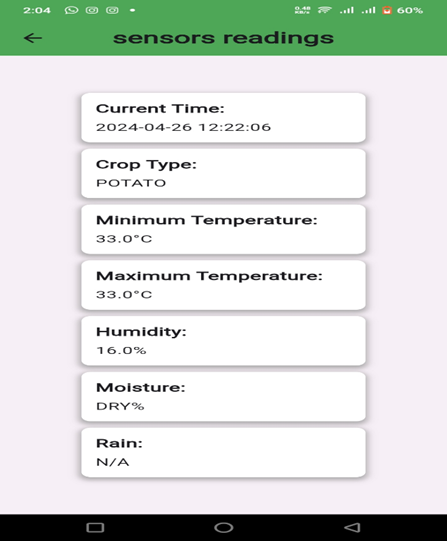 2:04
0.46
KB/s
60%
sensors readings
Current Time:
2024-04-26 12:22:06
Crop Type:
POTATO
Minimum Temperature:
33.0°C
Maximum Temperature:
33.0°C
Humidity:
16.0%
Moisture:
DRY%
Rain:
N/A